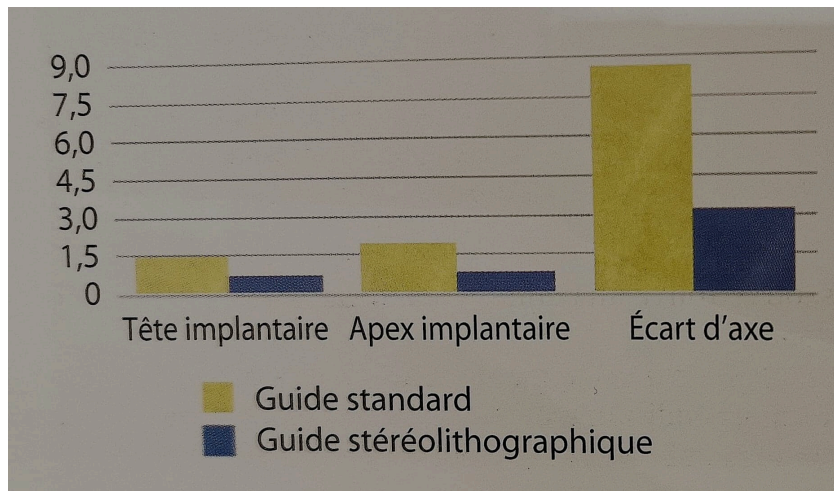 9,0
7,5
6,0
4,5
3,0
1,5
0
Tête implantaire Apex implantaire Écart d'axe
Guide standard
Guide stéréolithographique